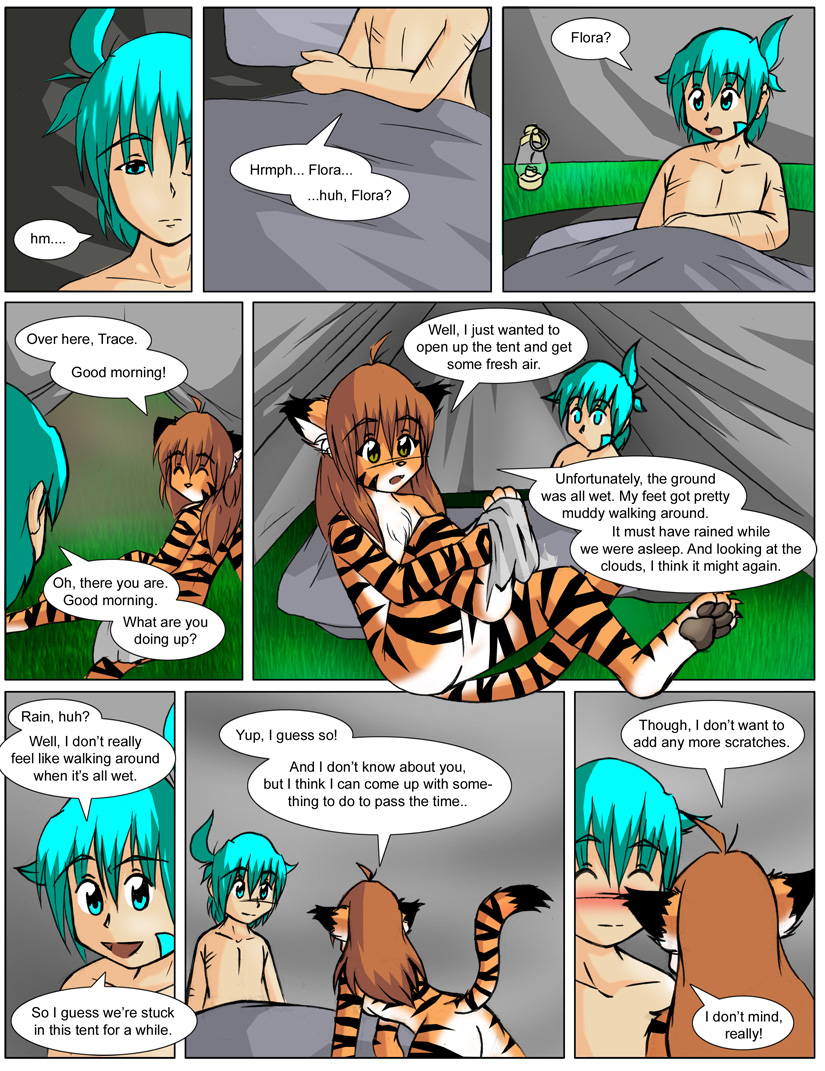 hm....
Hrmph... Flora...
...huh, Flora?
Flora?
Over here, Trace.
Good morning!
Oh, there you are.
Good morning.
What are you
doing up?
Well, I just wanted to
open up the tent and get
some fresh air.
Unfortunately, the ground
was all wet. My feet got pretty
muddy walking around.
It must have rained while
we were asleep. And looking at the
clouds, I think it might again.
Rain, huh?
Well, I don't really
feel like walking around
when it's all wet.
So I guess we're stuck
in this tent for a while.
Yup, I guess so!
And I don't know about you,
but I think I can come up with some-
thing to do to pass the time..
Though, I don't want to
add any more scratches.
I don't mind,
really!